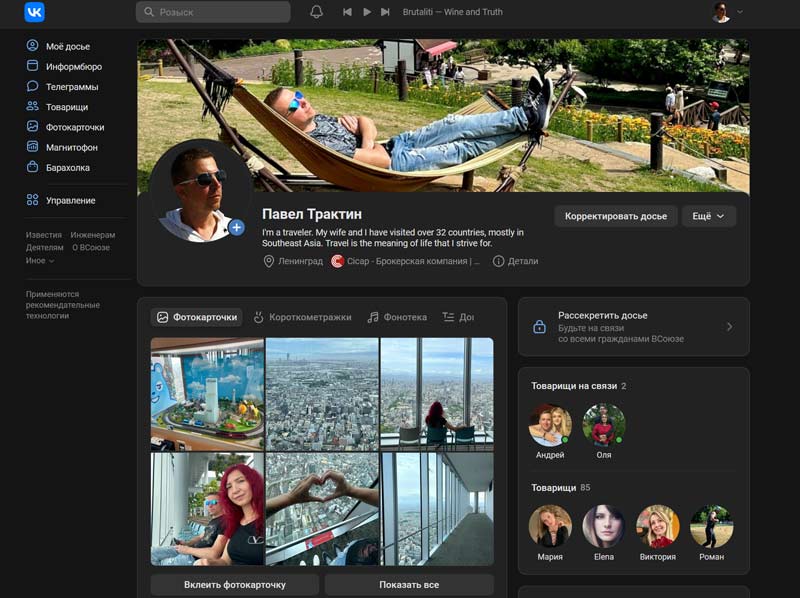 VK
Розыск
Brutaliti — Wine and Truth
Моё досье
Информбюро
Телеграммы
Товарищи
Фотокарточки
Магнитофон
Барахолка
Управление
Известия Инженерам
Деятелям О ВСоюзе
Иное
Применяются
рекомендательные
технологии
Павел Трактин
I'm a traveler. My wife and I have visited over 32 countries, mostly in
Southeast Asia. Travel is the meaning of life that I strive for.
Ленинград Cicap - Брокерская компания | ... Детали
Корректировать досье
Ещё
Фотокарточки Короткометражки Фонотека До
Вклеить фотокарточку
Показать все
Рассекретить досье
Будьте на связи
со всеми гражданами ВСоюзе
Товарищи на связи 2
Андрей Оля
Товарищи 85
Мария Elena Виктория Роман